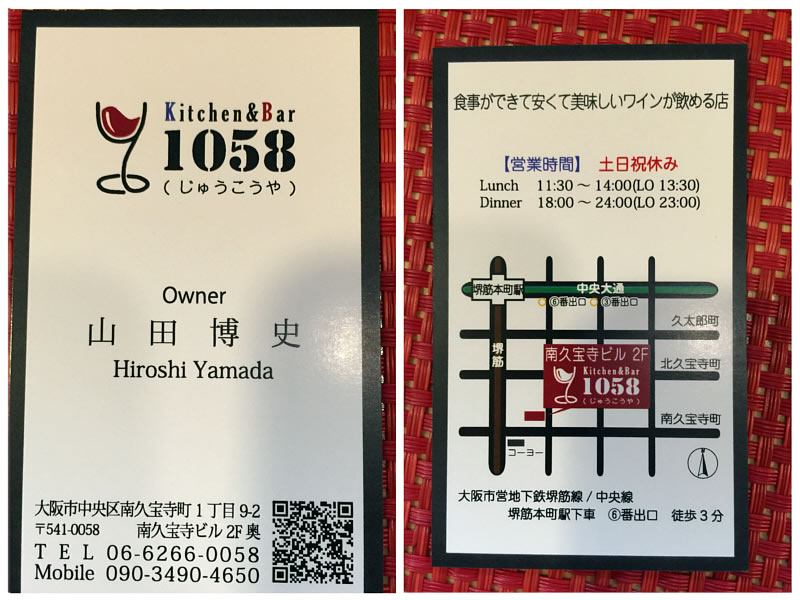 Kitchen&Bar
1058
(じゅうこうや)
Owner
山田博史
Hiroshi Yamada
大阪市中央区南久宝寺町1丁目9-2
〒541-0058 南久宝寺ビル2F奥
TEL 06-6266-0058
Mobile 090-3490-4650
食事ができて安くて美味しいワインが飲める店
【営業時間】 土日祝休み
Lunch 11:30～14:00(LO 13:30)
Dinner 18:00～24:00(LO 23:00)
堺筋本町駅
中央大通
⑥番出口
③番出口
久太郎町
堺筋
南久宝寺ビル 2F
Kitchen&Bar
1058
(じゅうこうや)
北久宝寺町
南久宝寺町
コーヨー
大阪市営地下鉄堺筋線/中央線
堺筋本町駅下車 ⑥番出口 徒歩3分